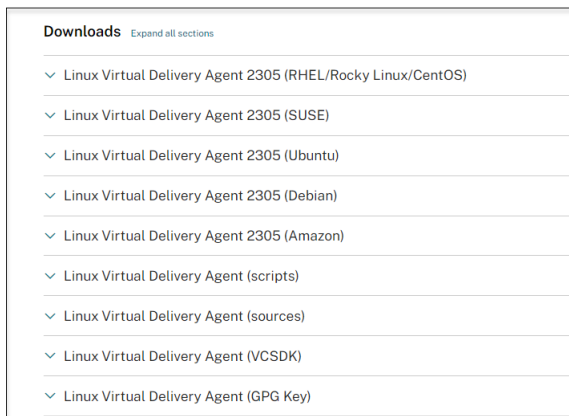 Downloads Expand all sections
Linux Virtual Delivery Agent 2305 (RHEL/Rocky Linux/CentOS)
Linux Virtual Delivery Agent 2305 (SUSE)
Linux Virtual Delivery Agent 2305 (Ubuntu)
Linux Virtual Delivery Agent 2305 (Debian)
Linux Virtual Delivery Agent 2305 (Amazon)
Linux Virtual Delivery Agent (scripts)
Linux Virtual Delivery Agent (sources)
Linux Virtual Delivery Agent (VCSDK)
Linux Virtual Delivery Agent (GPG Key)